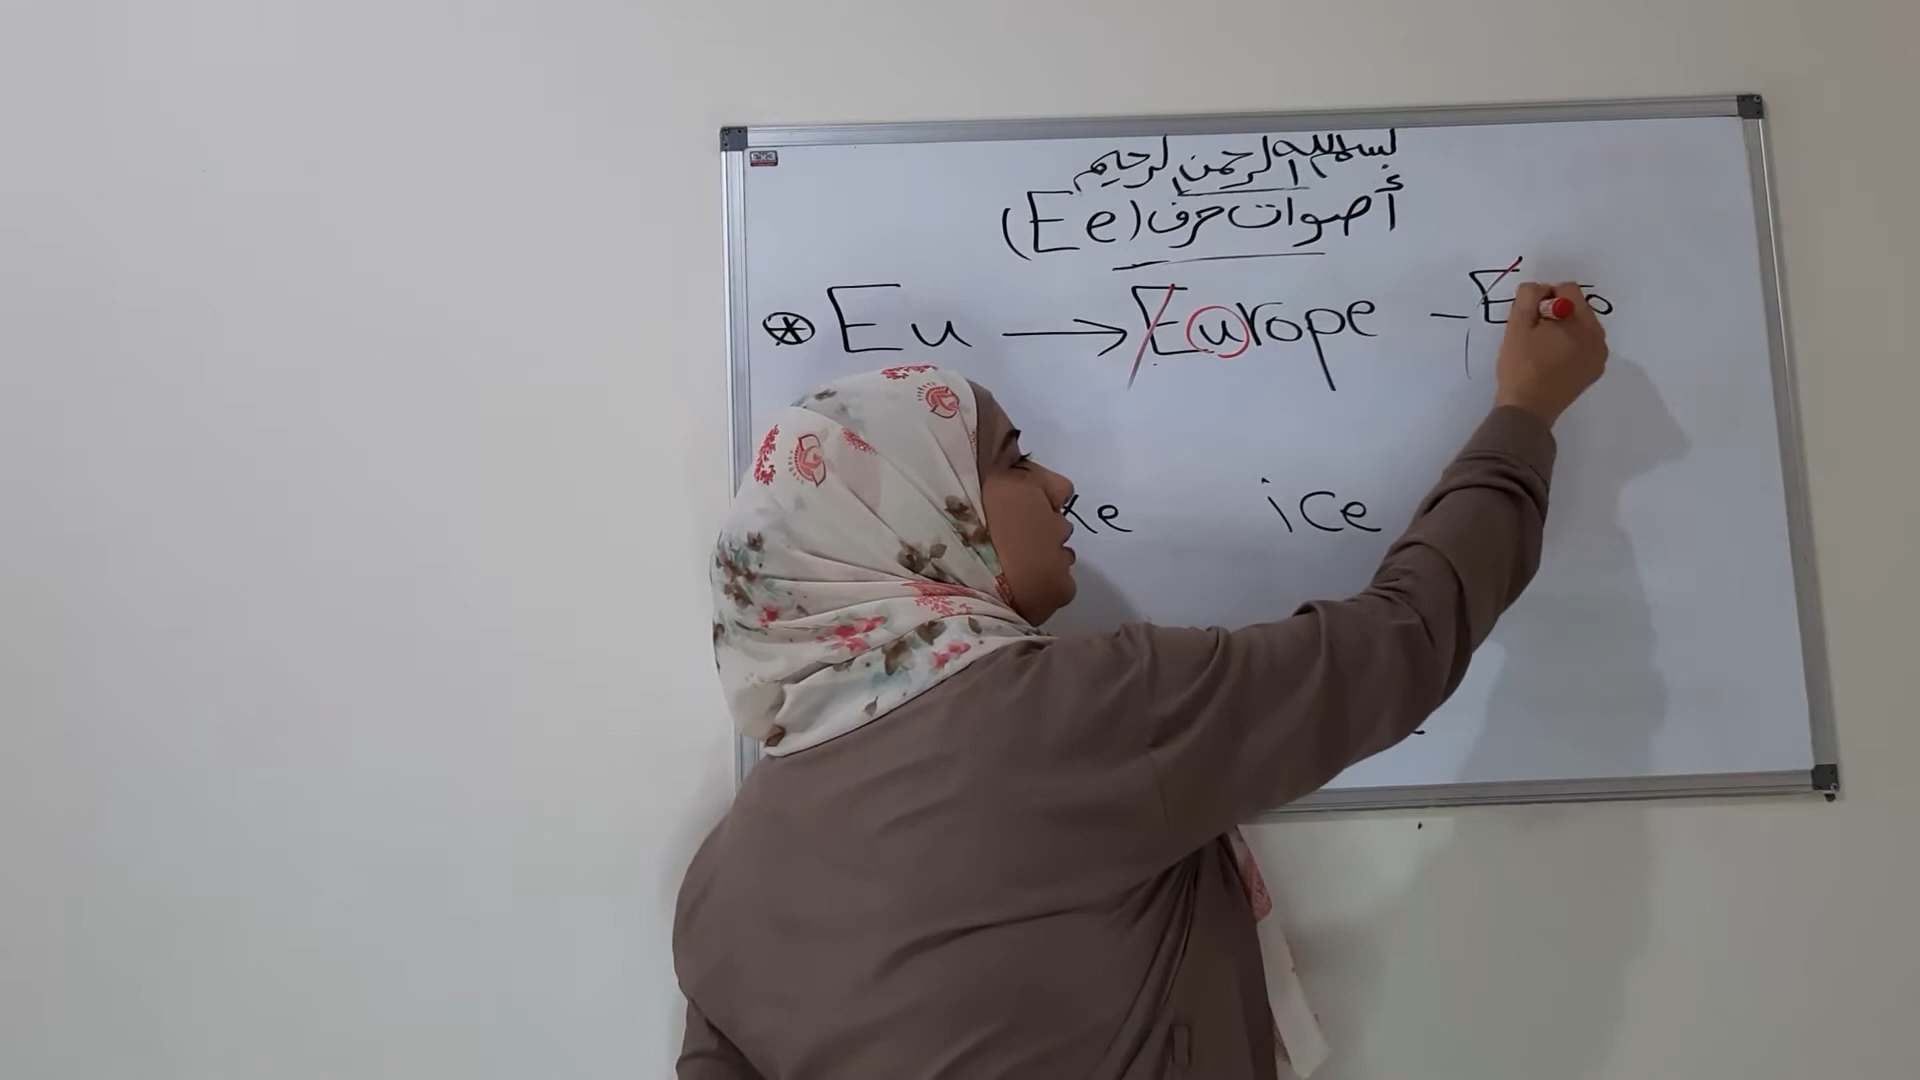 بسم الله الرحمن الرحيم
أصوات حرف (Ee)
Eu → Europe -
ice